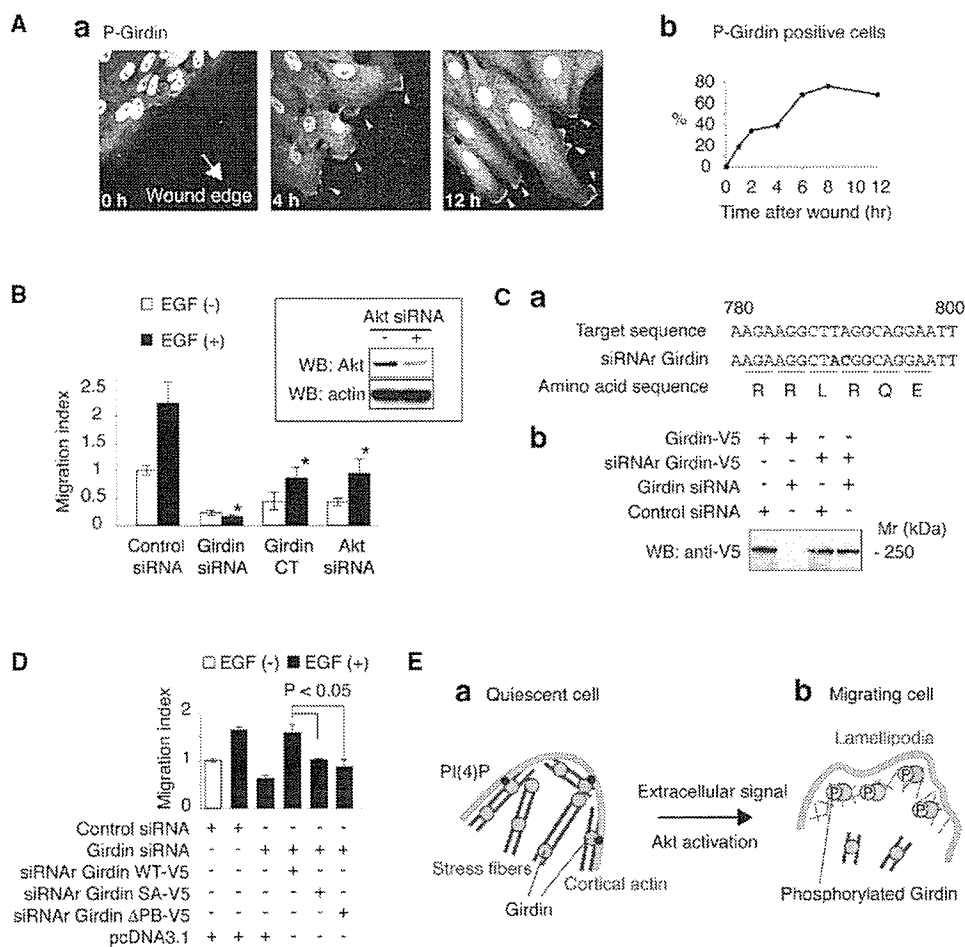 A
a
P-Girdin
0 h
Wound edge
4 h
12 h
b
P-Girdin positive cells
%
80
60
40
20
0
0 2 4 6 8 10 12
Time after wound (hr)
B
EGF (-)
EGF (+)
Migration index
2.5
2
1.5
1
0.5
0
Control siRNA
Girdin siRNA
Girdin CT
Akt siRNA
*
*
*
Akt siRNA
- +
WB: Akt
WB: actin
C
a
780 800
Target sequence AAGAAGGCTTAGGCAGGAATT
siRNAr Girdin AAGAAGGCTACGGCAGGAATT
Amino acid sequence R R L R Q E
b
Girdin-V5 + + - -
siRNAr Girdin-V5 - - + +
Girdin siRNA - + - +
Control siRNA + - + -
Mr (kDa)
WB: anti-V5 - 250
D
EGF (-) EGF (+)
P < 0.05
Migration index
2
1
0
Control siRNA + + - - - -
Girdin siRNA - - + + + +
siRNAr Girdin WT-V5 - - - + - -
siRNAr Girdin SA-V5 - - - - + -
siRNAr Girdin ΔPB-V5 - - - - - +
pcDNA3.1 + + + - - -
E
a Quiescent cell
PI(4)P
Stress fibers
Cortical actin
Girdin
Extracellular signal
Akt activation
b Migrating cell
Lamellipodia
P
P
P
P
Phosphorylated Girdin